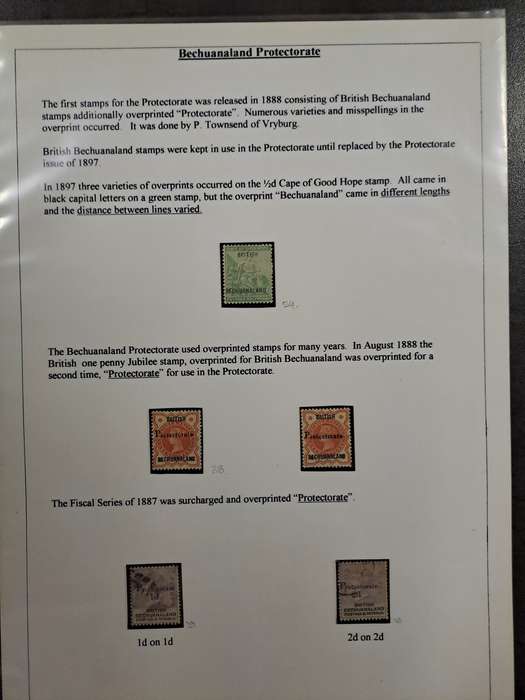 Bechuanaland Protectorate
The first stamps for the Protectorate was released in 1888 consisting of British Bechuanaland
stamps additionally overprinted "Protectorate". Numerous varieties and misspellings in the
overprint occurred. It was done by P. Townsend of Vryburg.
British Bechuanaland stamps were kept in use until replaced by the Protectorate
issue of 1897.
In 1897 three varieties of overprints occurred on the ½d Cape of Good Hope stamp. All came in
black capital letters on a green stamp, but the overprint "Bechuanaland" came in different lengths
and the distance between lines varied.
BRITISH
BECHUANALAND
The Bechuanaland Protectorate used overprinted stamps for many years. In August 1888 the
British one penny Jubilee stamp, overprinted for British Bechuanaland was overprinted for a
second time, "Protectorate" for use in the Protectorate.
BRITISH BRITISH
Protectorate Protectorate
BECHUANALAND BECHUANALAND
The Fiscal Series of 1887 was surcharged and overprinted "Protectorate".
Protectorate Protectorate
1d
BRITISH BRITISH
BECHUANALAND BECHUANALAND
POSTAGE & REVENUE POSTAGE & REVENUE
1d on 1d 2d on 2d